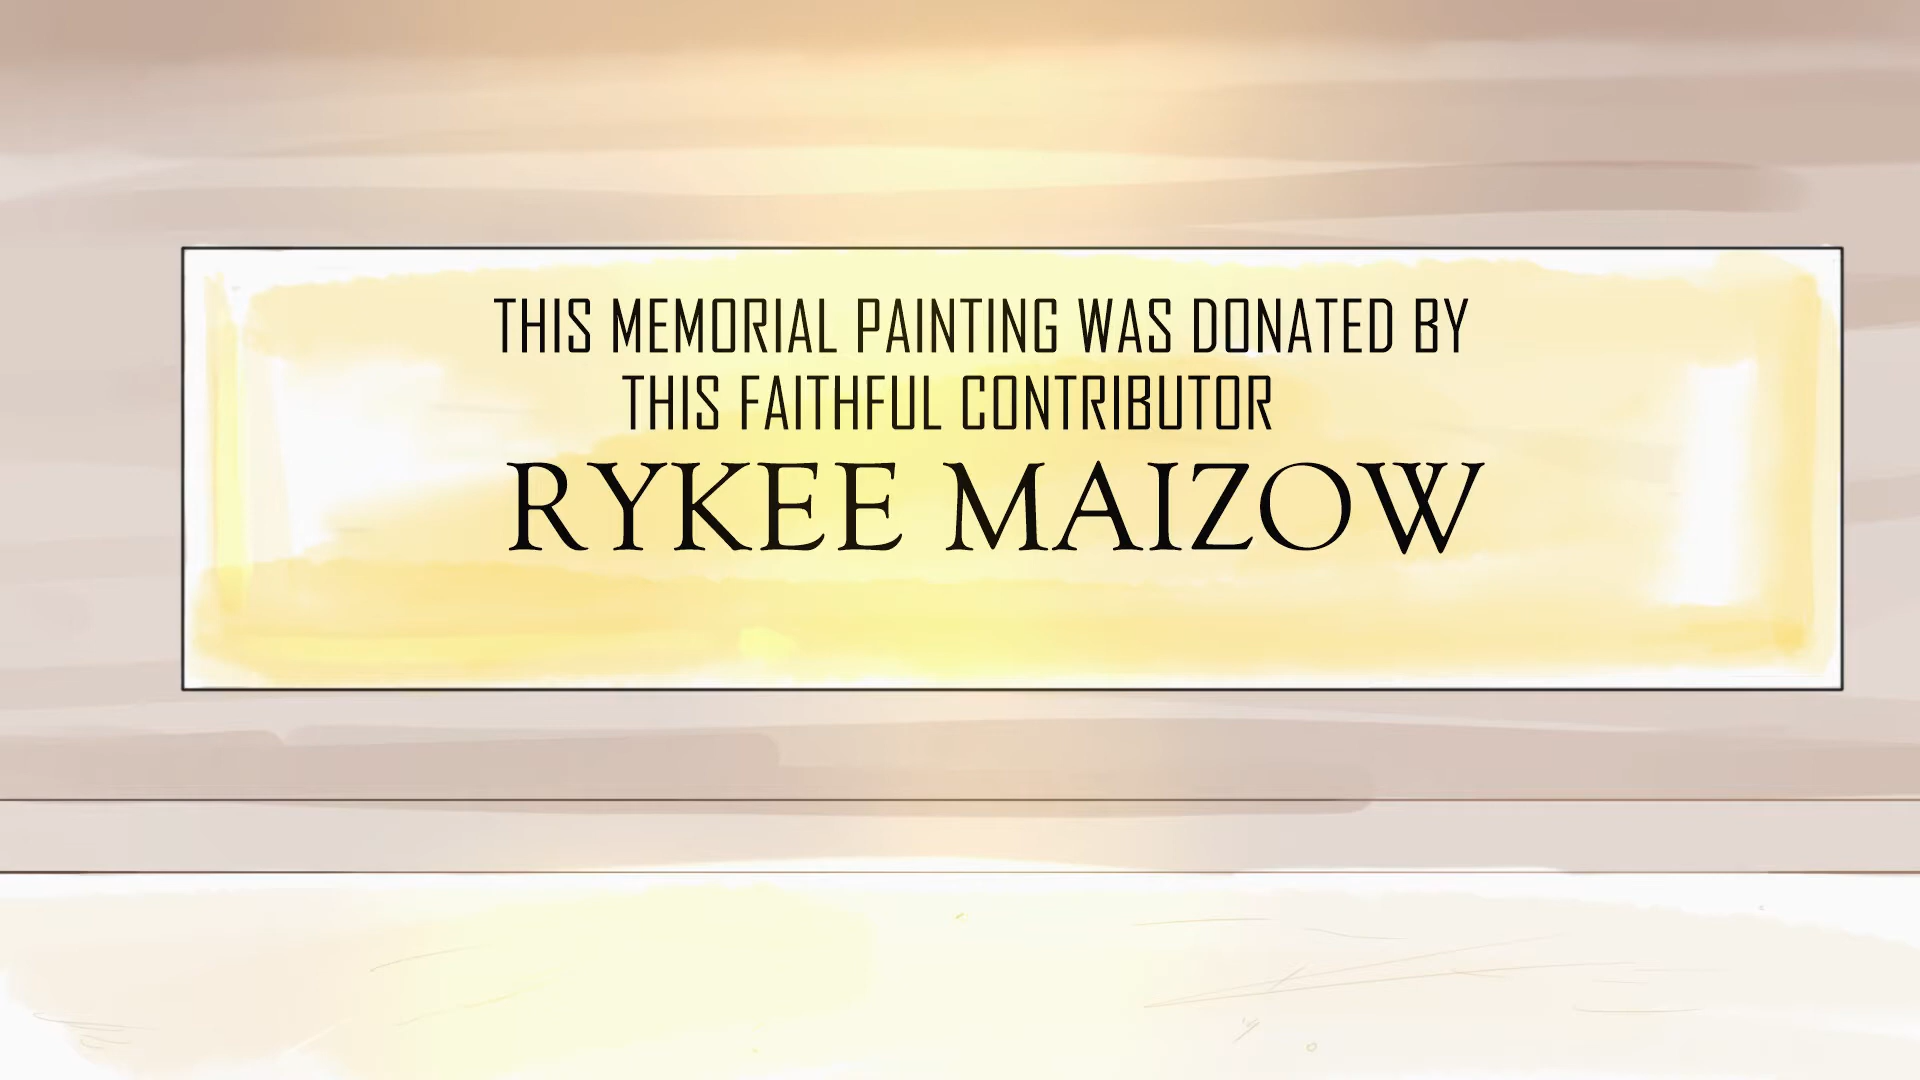 THIS MEMORIAL PAINTING WAS DONATED BY
THIS FAITHFUL CONTRIBUTOR
RYKEE MAIZOW